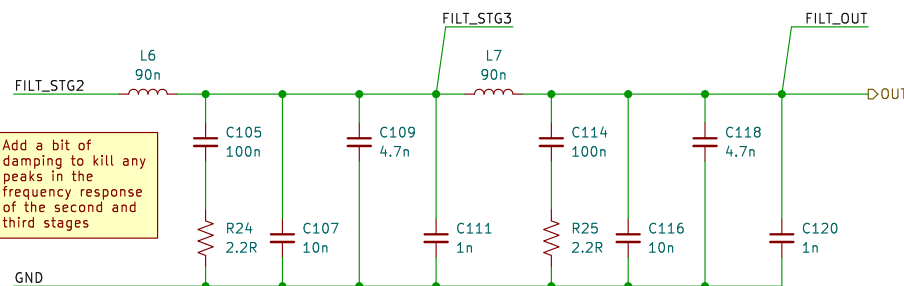 FILT_STG3
FILT_OUT
L6
90n
L7
90n
FILT_STG2
OUT
Add a bit of
damping to kill any
peaks in the
frequency response
of the second and
third stages
C105
100n
C109
4.7n
C114
100n
C118
4.7n
R24
2.2R
C107
10n
C111
1n
R25
2.2R
C116
10n
C120
1n
GND